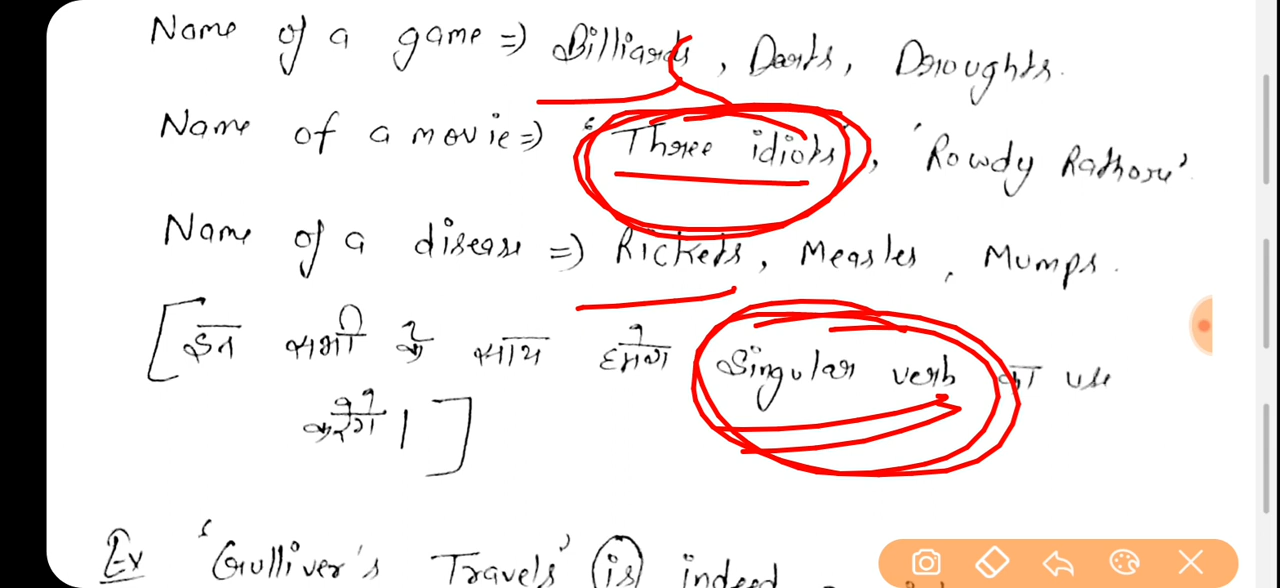 Name of a game => Billiards, Darts, Droughts.
Name of a movie => 'Three idiots', 'Rowdy Rathore'
Name of a disease => Rickets, Measles, Mumps.
[इन सभी के साथ हमेशा Singular verb का use
करेंगे।]
Ex 'Gulliver's Travels' is indeed